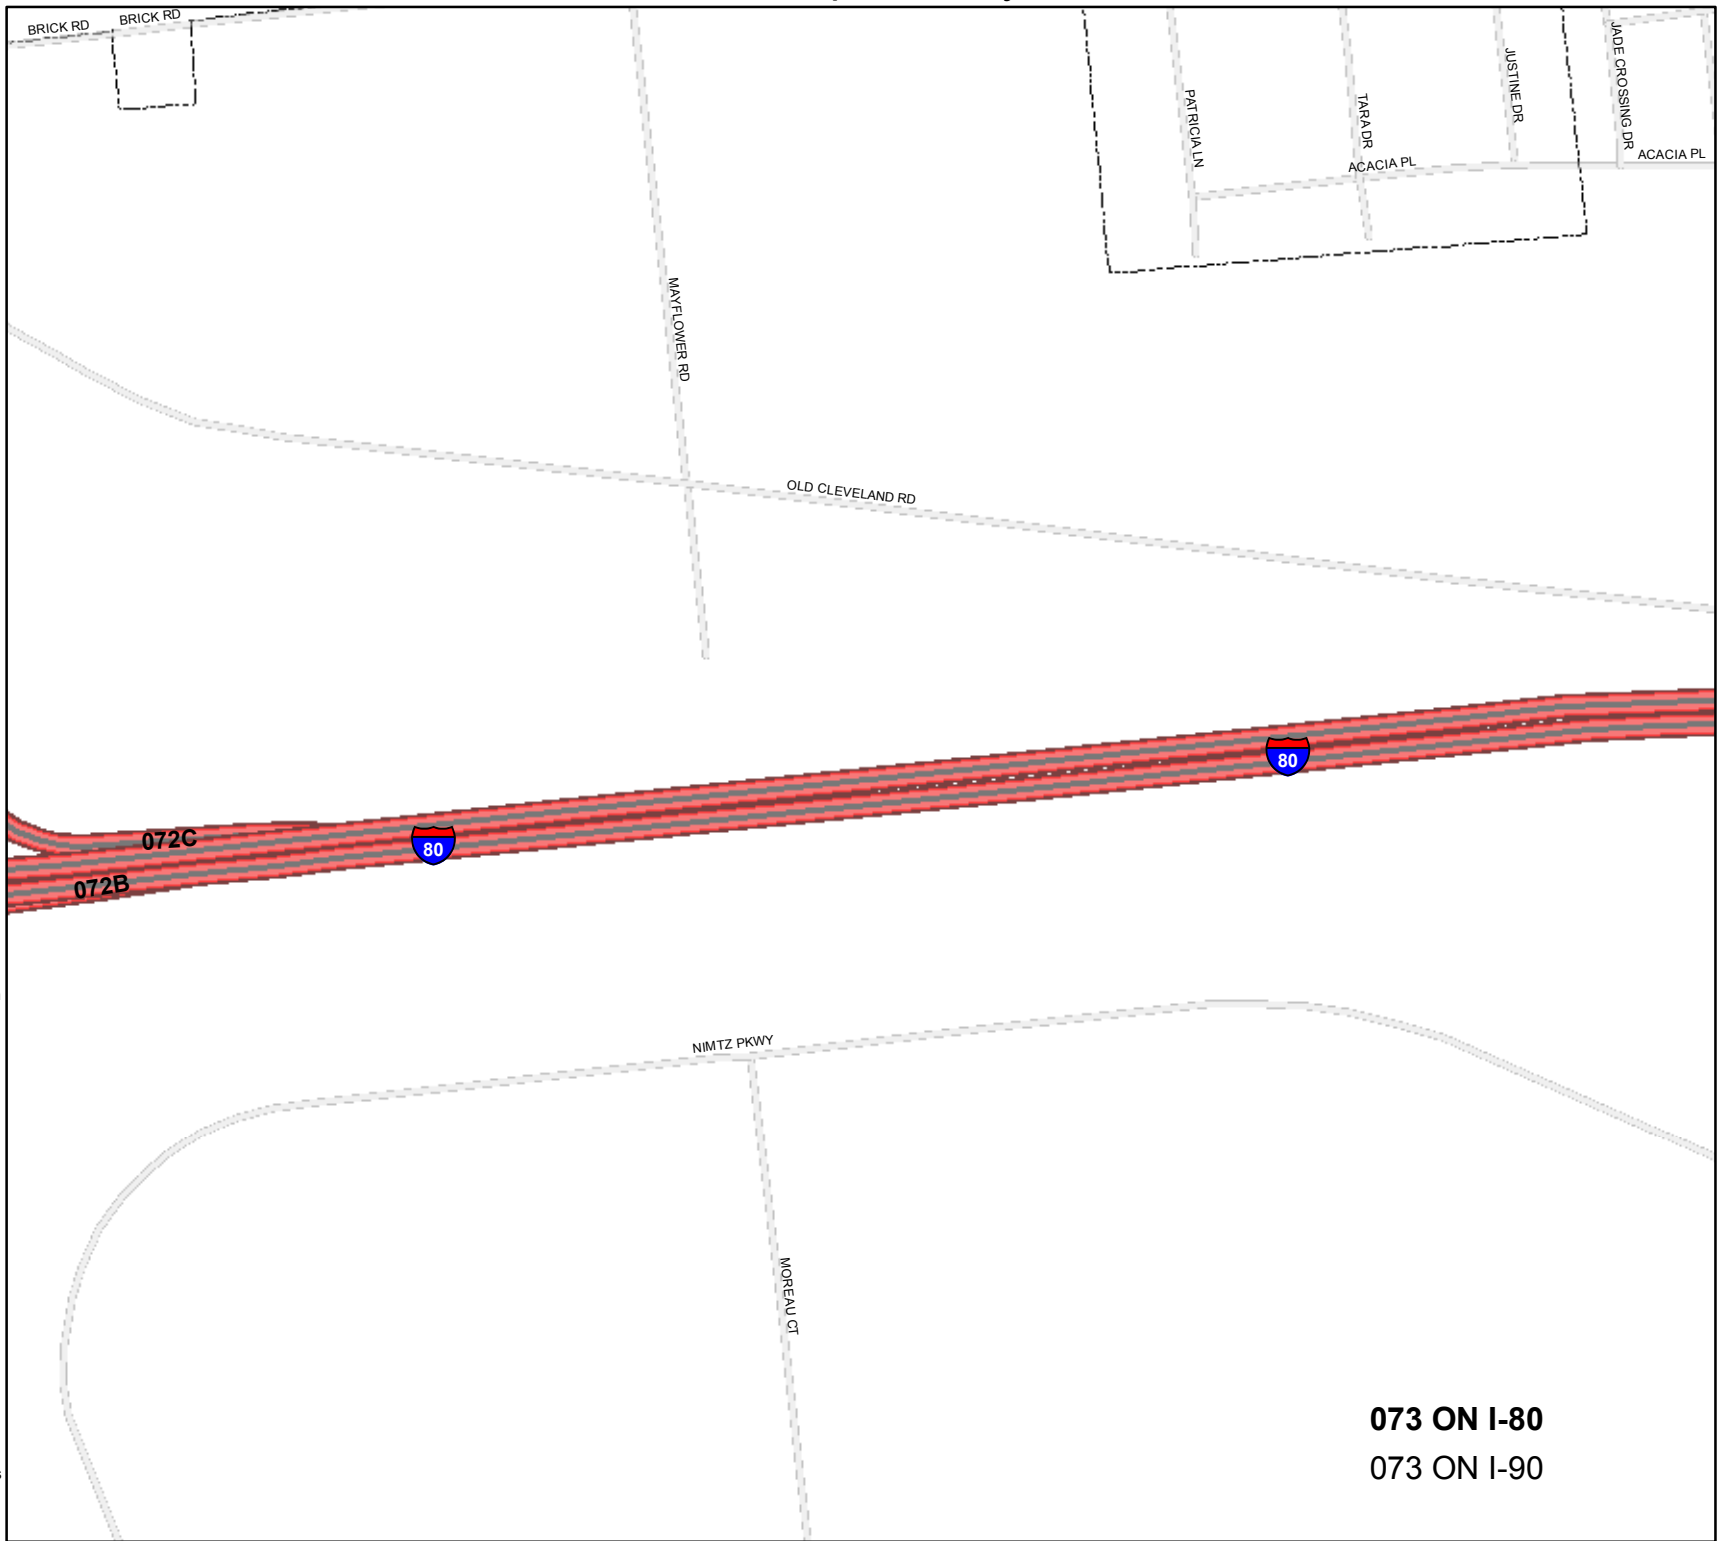 BRICK RD
BRICK RD
JADE CROSSING DR
JUSTINE DR
PATRICIA LN
TARA DR
ACACIA PL
ACACIA PL
MAYFLOWER RD
OLD CLEVELAND RD
80
072C
80
072B
NIMTZ PKWY
MOREAU CT
073 ON I-80
073 ON I-90